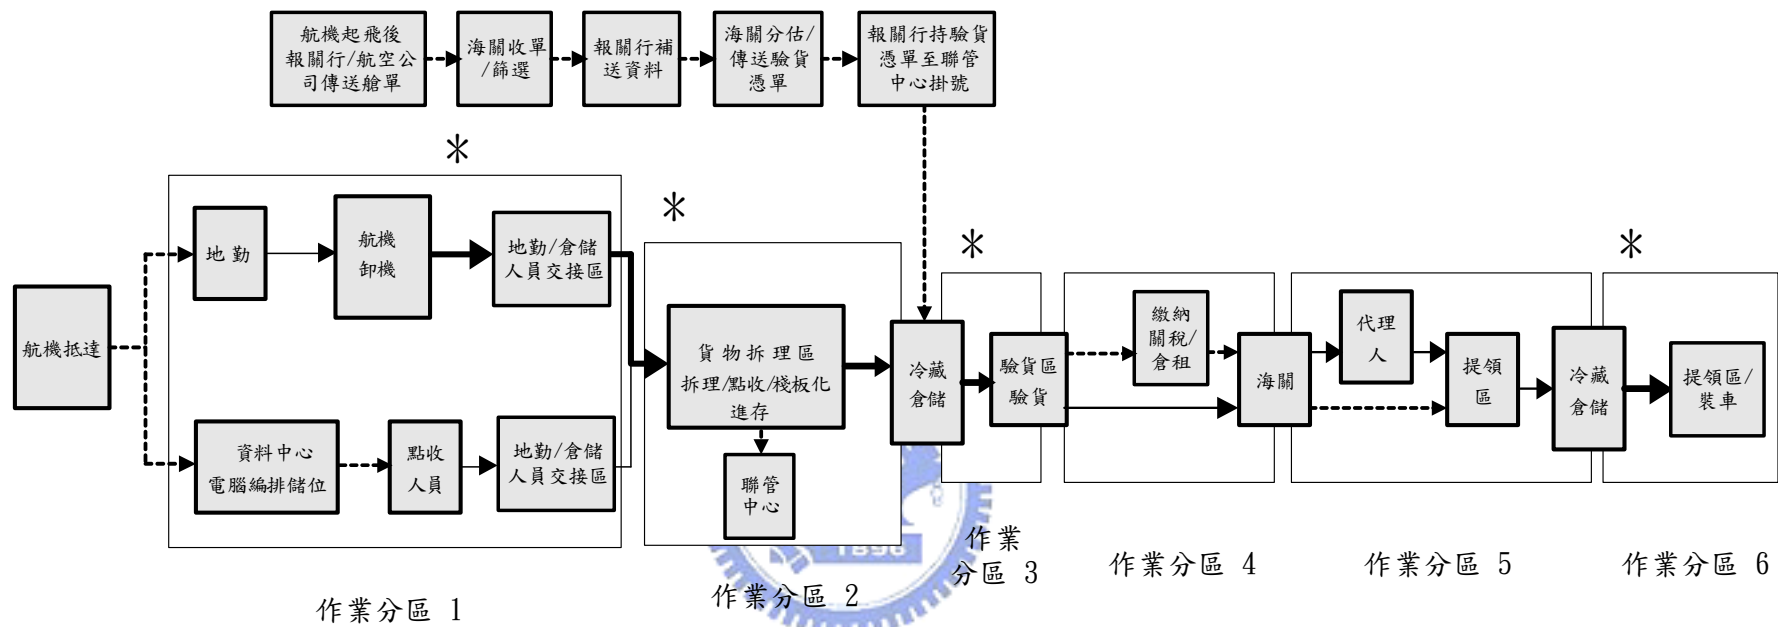 航機起飛後
報關行/航空公
司傳送艙單
海關收單
/篩選
報關行補
送資料
海關分估/
傳送驗貨
憑單
報關行持驗貨
憑單至聯管
中心掛號
*
*
*
*
航機抵達
地勤
航機
卸機
地勤/倉儲
人員交接區
資料中心
電腦編排儲位
點收
人員
地勤/倉儲
人員交接區
貨物拆理區
拆理/點收/棧板化
進存
聯管
中心
冷藏
倉儲
驗貨區
驗貨
繳納
關稅/
倉租
海關
代理
人
提領
區
冷藏
倉儲
提領區/
裝車
1896
作業分區 1
作業分區 2
作業
分區 3
作業分區 4
作業分區 5
作業分區 6